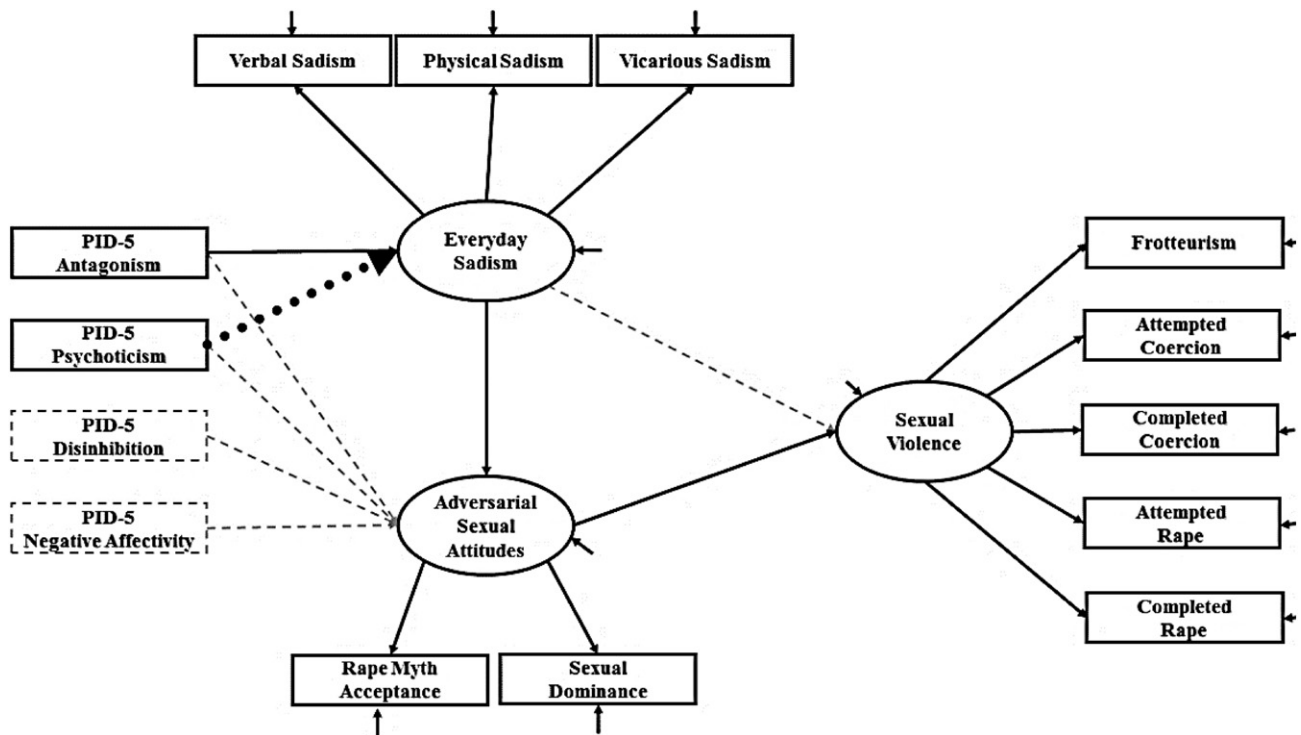 Verbal Sadism
Physical Sadism
Vicarious Sadism
PID-5
Antagonism
Everyday
Sadism
Frotteurism
PID-5
Psychoticism
Attempted
Coercion
PID-5
Disinhibition
Sexual
Violence
Completed
Coercion
PID-5
Negative Affectivity
Adversarial
Sexual
Attitudes
Attempted
Rape
Completed
Rape
Rape Myth
Acceptance
Sexual
Dominance